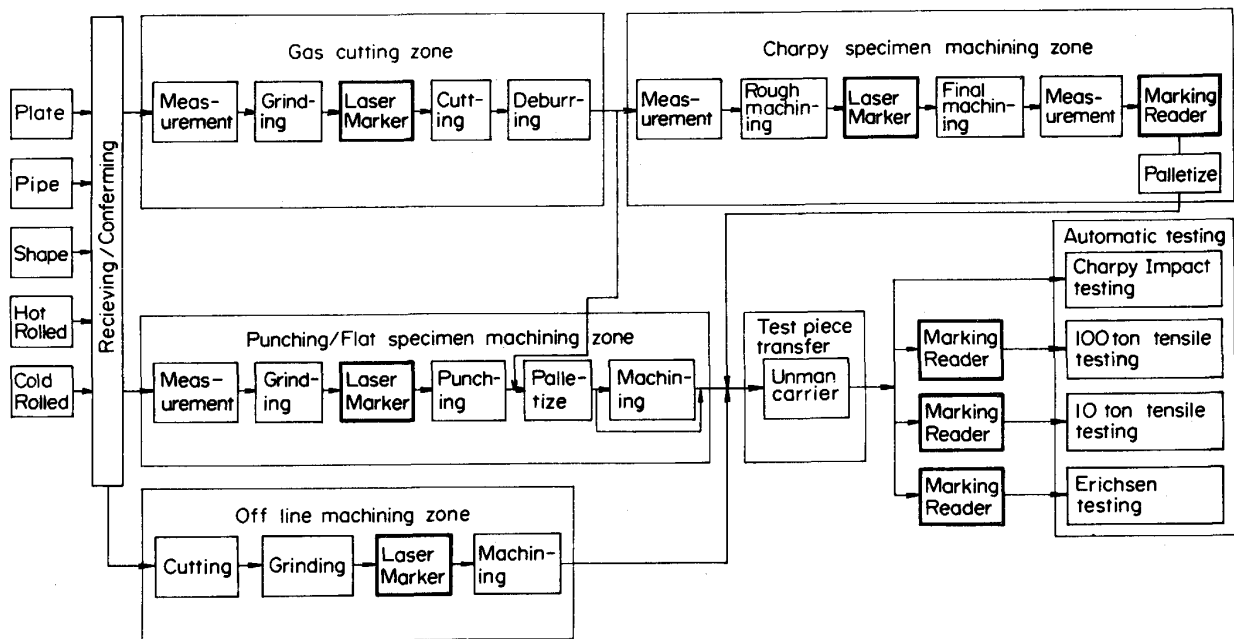 Plate
Pipe
Shape
Hot
Rolled
Cold
Rolled
Recieving/Conferming
Gas cutting zone
Meas-
urement
Grind-
ing
Laser
Marker
Cutt-
ing
Deburr-
ing
Charpy specimen machining zone
Meas-
urement
Rough
machin-
ing
Laser
Marker
Final
machin-
ing
Meas-
urement
Marking
Reader
Palletize
Punching/Flat specimen machining zone
Meas-
urement
Grind-
ing
Laser
Marker
Punch-
ing
Palle-
tize
Machin-
ing
Test piece
transfer
Unman
carrier
Marking
Reader
Marking
Reader
Marking
Reader
Automatic testing
Charpy Impact
testing
100 ton tensile
testing
10 ton tensile
testing
Erichsen
testing
Off line machining zone
Cutting
Grinding
Laser
Marker
Machin-
ing